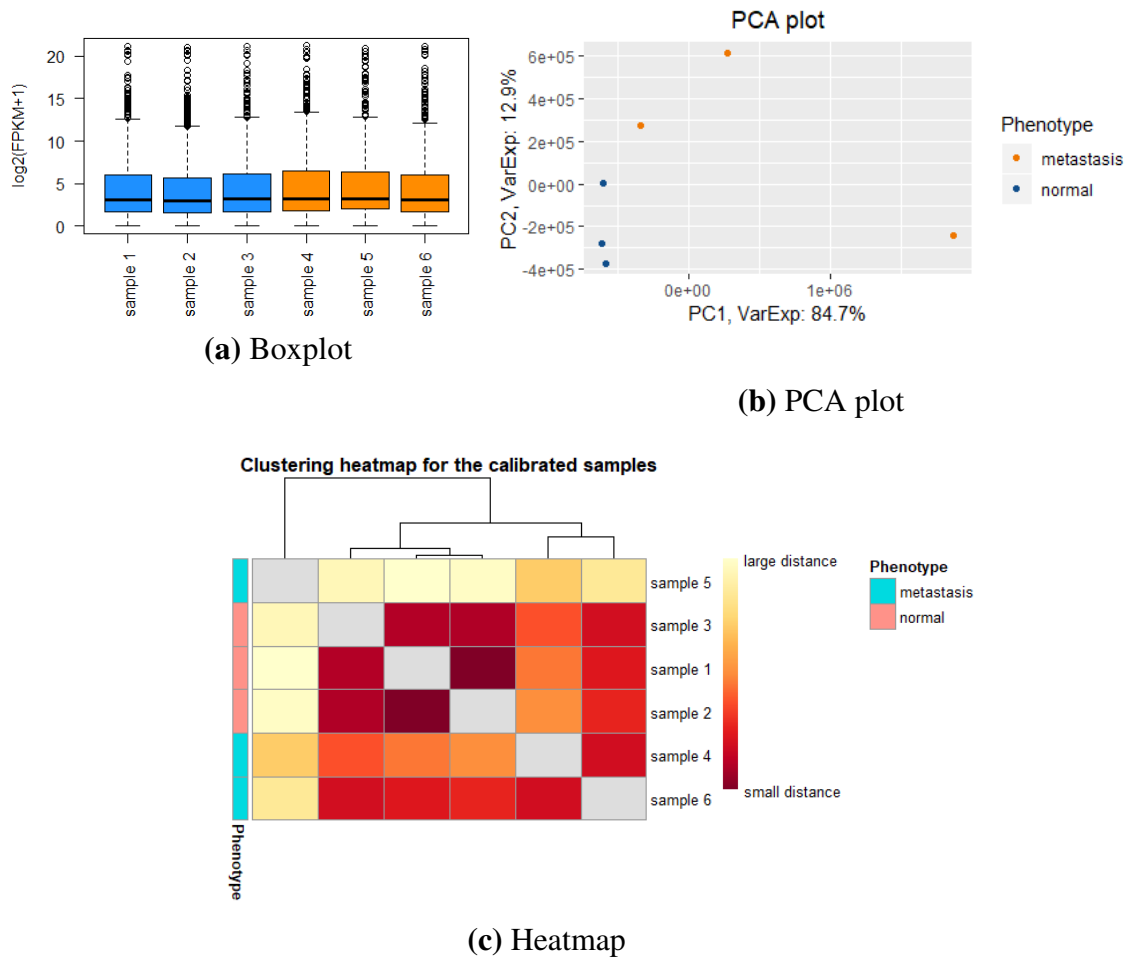 20
15
10
5
0
log2(FPKM+1)
sample 1
sample 2
sample 3
sample 4
sample 5
sample 6
(a) Boxplot
PCA plot
6e+05
4e+05
2e+05
0e+00
-2e+05
-4e+05
PC2, VarExp: 12.9%
0e+00
1e+06
PC1, VarExp: 84.7%
Phenotype
metastasis
normal
(b) PCA plot
Clustering heatmap for the calibrated samples
sample 5
sample 3
sample 1
sample 2
sample 4
sample 6
Phenotype
large distance
small distance
Phenotype
metastasis
normal
(c) Heatmap